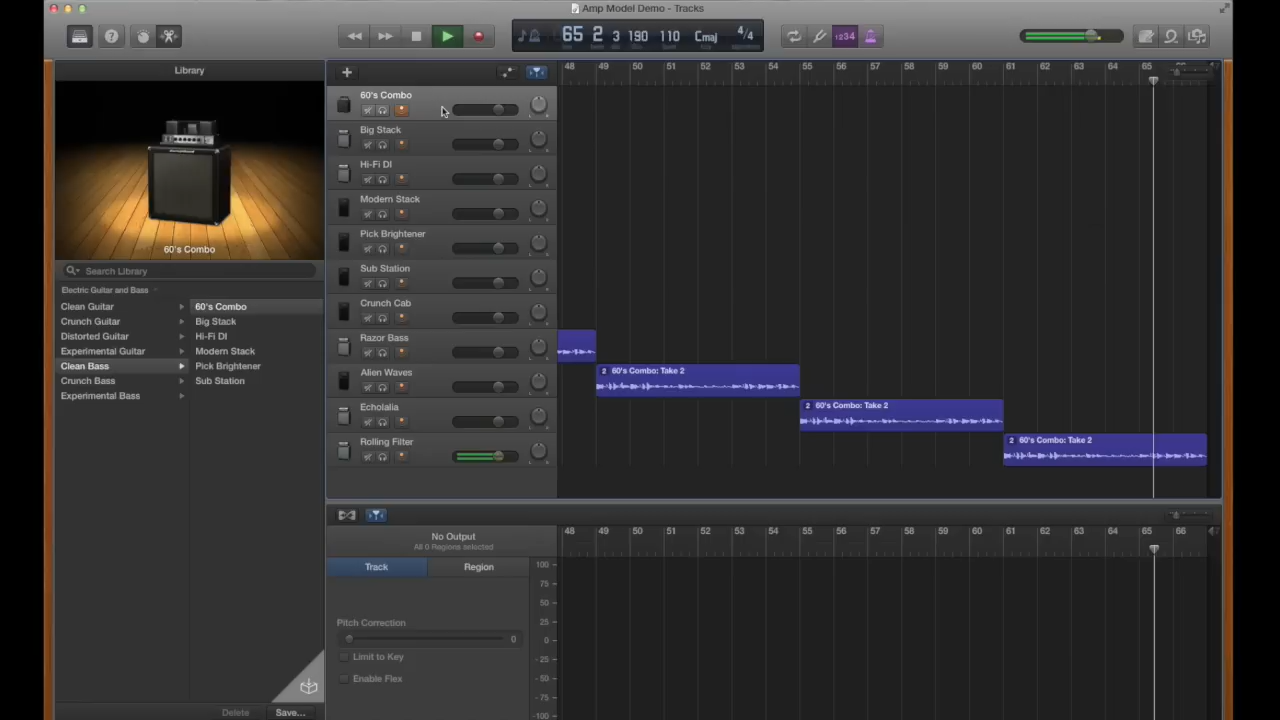 Amp Model Demo - Tracks
65 2 3 190 110 Cmaj 4/4
1234
Library
48 49 50 51 52 53 54 55 56 57 58 59 60 61 62 63 64 65
60's Combo
60's Combo
Big Stack
Hi-Fi DI
Modern Stack
Pick Brightener
Sub Station
Crunch Cab
Razor Bass
Alien Waves
Echolalia
Rolling Filter
Search Library
Electric Guitar and Bass
Clean Guitar 60's Combo
Crunch Guitar Big Stack
Distorted Guitar Hi-Fi DI
Experimental Guitar Modern Stack
Clean Bass Pick Brightener
Crunch Bass Sub Station
Experimental Bass
2 60's Combo: Take 2
2 60's Combo: Take 2
2 60's Combo: Take 2
48 49 50 51 52 53 54 55 56 57 58 59 60 61 62 63 64 65 66
No Output
All 0 Regions selected
Track Region
100
75
50
25
0
-25
-50
-75
-100
Pitch Correction
0
Limit to Key
Enable Flex
Delete Save...